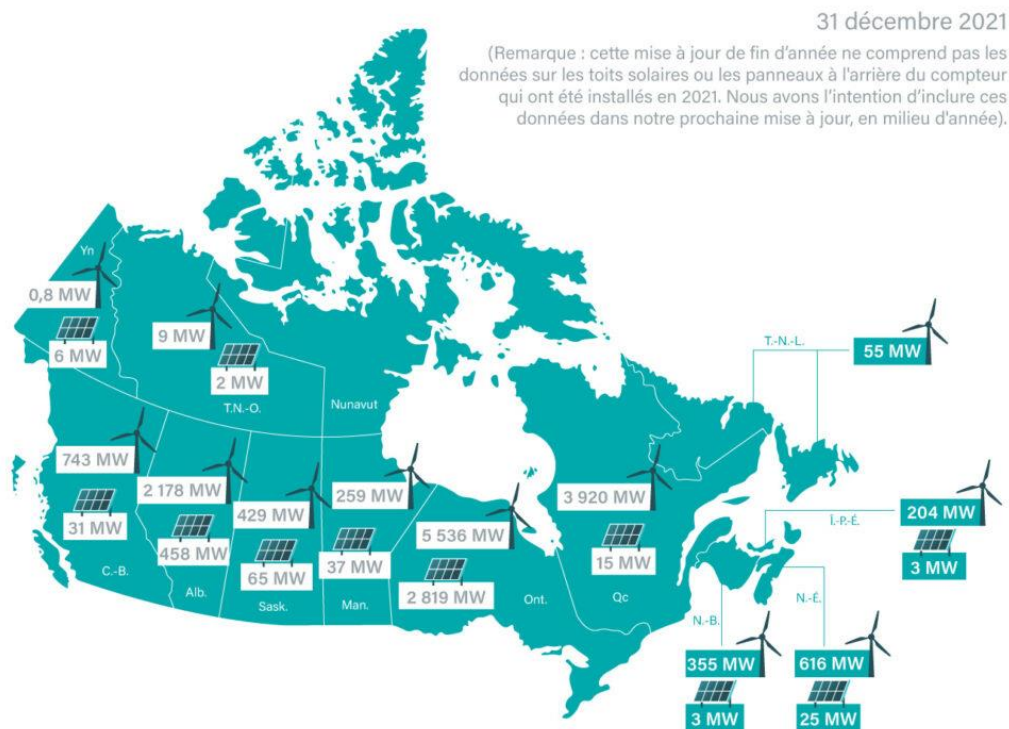 31 décembre 2021
(Remarque : cette mise à jour de fin d'année ne comprend pas les
données sur les toits solaires ou les panneaux à l'arrière du compteur
qui ont été installés en 2021. Nous avons l'intention d'inclure ces
données dans notre prochaine mise à jour, en milieu d'année).
Yn
0,8 MW
6 MW
9 MW
2 MW
T.N.-O.
Nunavut
T.-N.-L.
55 MW
743 MW
31 MW
C.-B.
2 178 MW
458 MW
Alb.
429 MW
65 MW
Sask.
259 MW
37 MW
Man.
5 536 MW
2 819 MW
Ont.
3 920 MW
15 MW
Qc
Î.-P.-É.
204 MW
3 MW
N.-B.
355 MW
3 MW
N.-É.
616 MW
25 MW